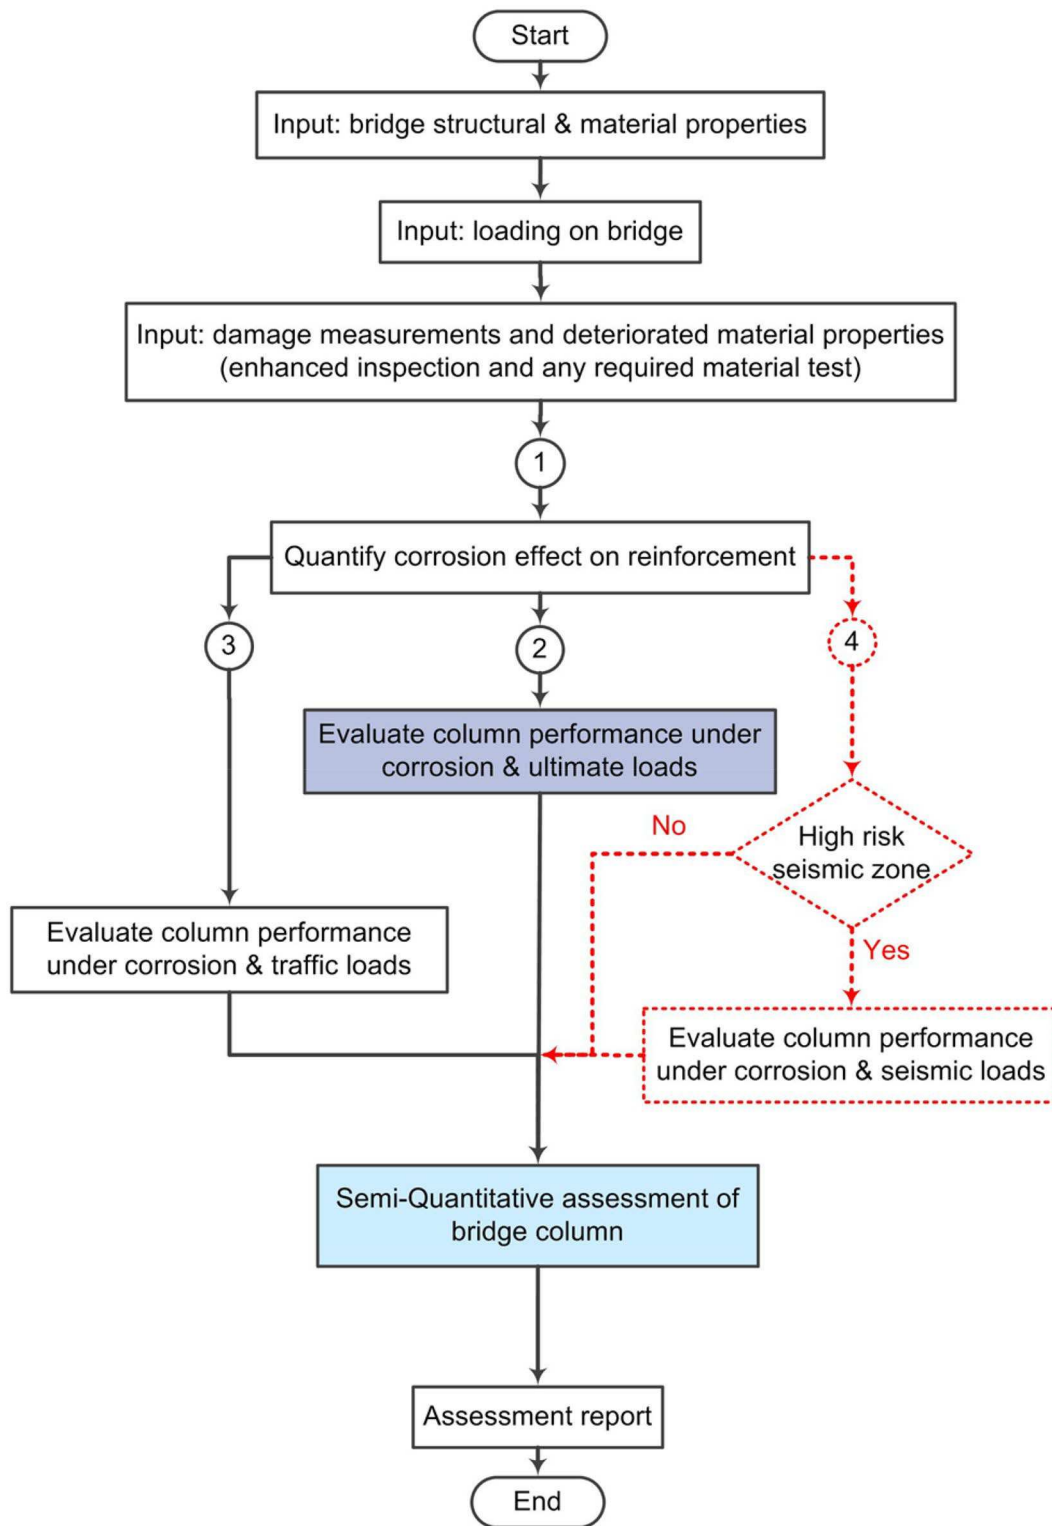 Start
Input: bridge structural & material properties
Input: loading on bridge
Input: damage measurements and deteriorated material properties
(enhanced inspection and any required material test)
1
Quantify corrosion effect on reinforcement
3
2
4
Evaluate column performance under
corrosion & ultimate loads
No
High risk
seismic zone
Yes
Evaluate column performance
under corrosion & traffic loads
Evaluate column performance
under corrosion & seismic loads
Semi-Quantitative assessment of
bridge column
Assessment report
End